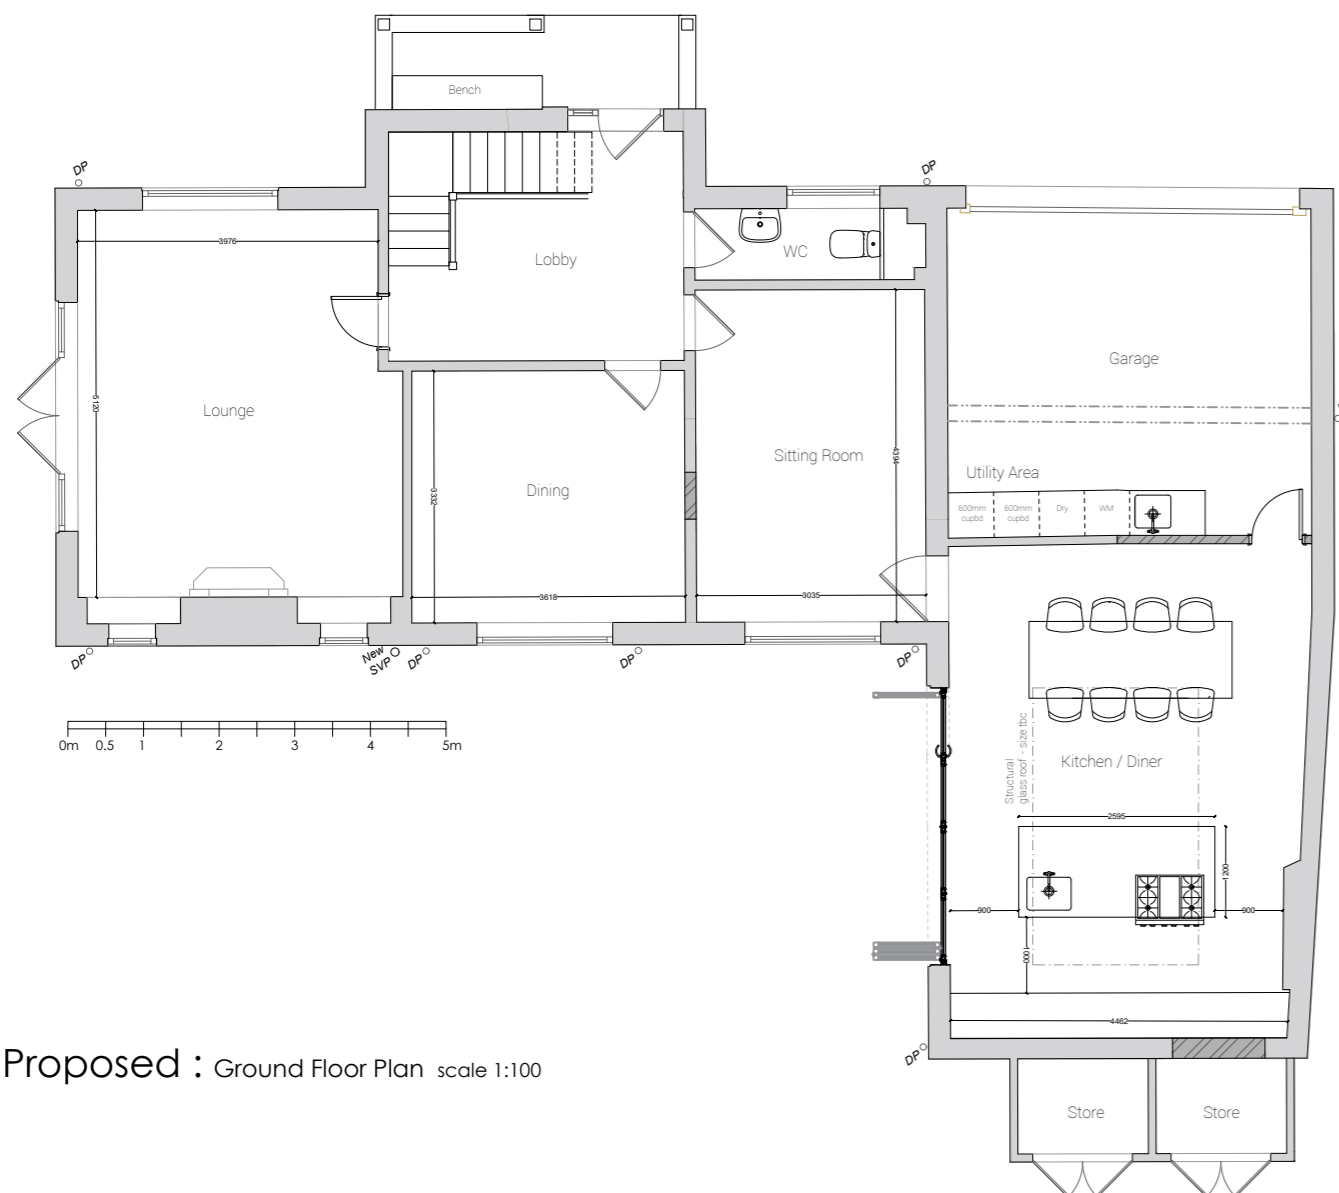 Bench
DP
DP
3976
Lobby
WC
Garage
Lounge
5120
Dining
3332
Sitting Room
4394
Utility Area
600mm
cupbd
600mm
cupbd
Dry
WM
3618
3035
DP
New
SVP
DP
DP
DP
0m 0.5 1 2 3 4 5m
Structural
glass roof - size tbc
Kitchen / Diner
2595
1200
900
900
1000
4462
DP
Proposed : Ground Floor Plan scale 1:100
Store
Store